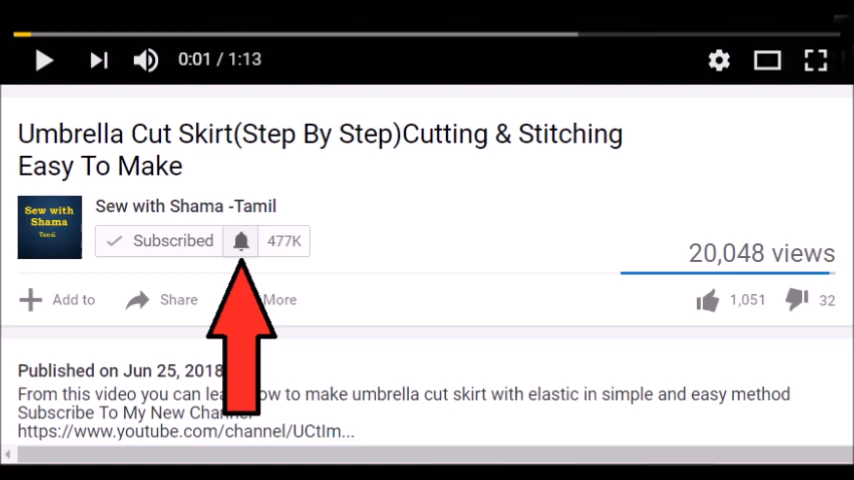 0:01 / 1:13
Umbrella Cut Skirt(Step By Step)Cutting & Stitching
Easy To Make
Sew with
Shama
Tamil
Sew with Shama -Tamil
Subscribed 477K
20,048 views
Add to Share More
1,051 32
Published on Jun 25, 2018
From this video you can to make umbrella cut skirt with elastic in simple and easy method
Subscribe To My New
https://www.youtube.com/channel/UCtIm...